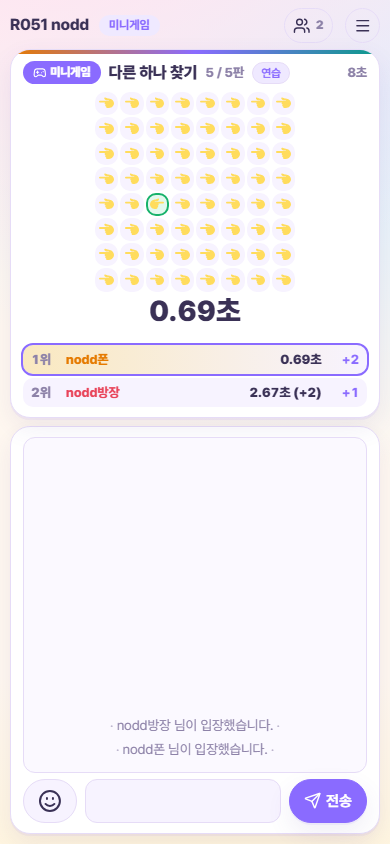 R051 nodd 미니게임 2
미니게임 다른 하나 찾기 5 / 5판 연습 8초
0.69초
1위 nodd폰 0.69초 +2
2위 nodd방장 2.67초 (+2) +1
· nodd방장 님이 입장했습니다. ·
· nodd폰 님이 입장했습니다. ·
전송